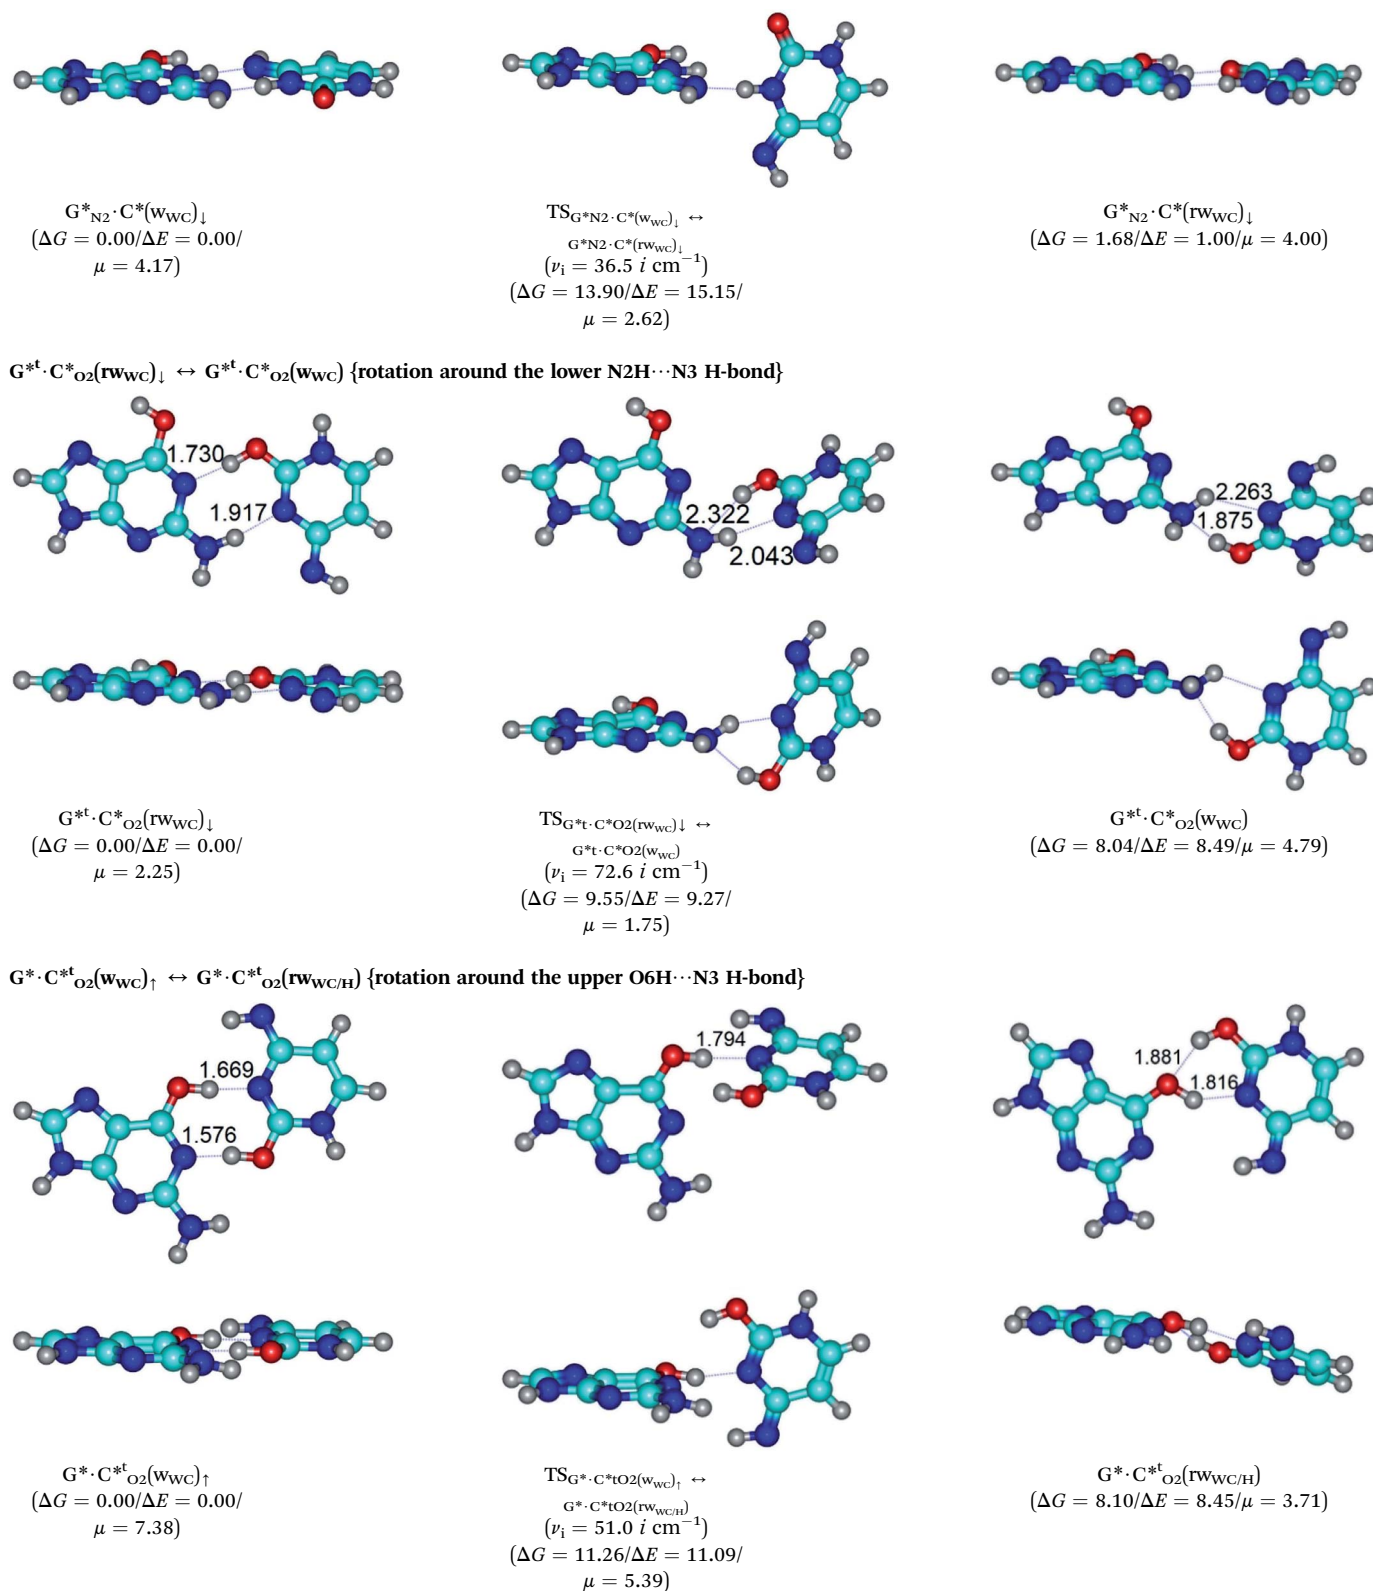 G*N2·C*(wWC)↓
(ΔG = 0.00/ΔE = 0.00/
μ = 4.17)
TSG*N2·C*(wWC)↓ ↔
G*N2·C*(rwWC)↓
(νi = 36.5 i cm−1)
(ΔG = 13.90/ΔE = 15.15/
μ = 2.62)
G*N2·C*(rwWC)↓
(ΔG = 1.68/ΔE = 1.00/μ = 4.00)
G*t·C*O2(rwWC)↓ ↔ G*t·C*O2(wWC) {rotation around the lower N2H···N3 H-bond}
1.730
1.917
2.322
2.043
2.263
1.875
G*t·C*O2(rwWC)↓
(ΔG = 0.00/ΔE = 0.00/
μ = 2.25)
TSG*t·C*O2(rwWC)↓ ↔
G*t·C*O2(wWC)
(νi = 72.6 i cm−1)
(ΔG = 9.55/ΔE = 9.27/
μ = 1.75)
G*t·C*O2(wWC)
(ΔG = 8.04/ΔE = 8.49/μ = 4.79)
G*·C*tO2(wWC)↑ ↔ G*·C*tO2(rwWC/H) {rotation around the upper O6H···N3 H-bond}
1.669
1.576
1.794
1.881
1.816
G*·C*tO2(wWC)↑
(ΔG = 0.00/ΔE = 0.00/
μ = 7.38)
TSG*·C*tO2(wWC)↑ ↔
G*·C*tO2(rwWC/H)
(νi = 51.0 i cm−1)
(ΔG = 11.26/ΔE = 11.09/
μ = 5.39)
G*·C*tO2(rwWC/H)
(ΔG = 8.10/ΔE = 8.45/μ = 3.71)